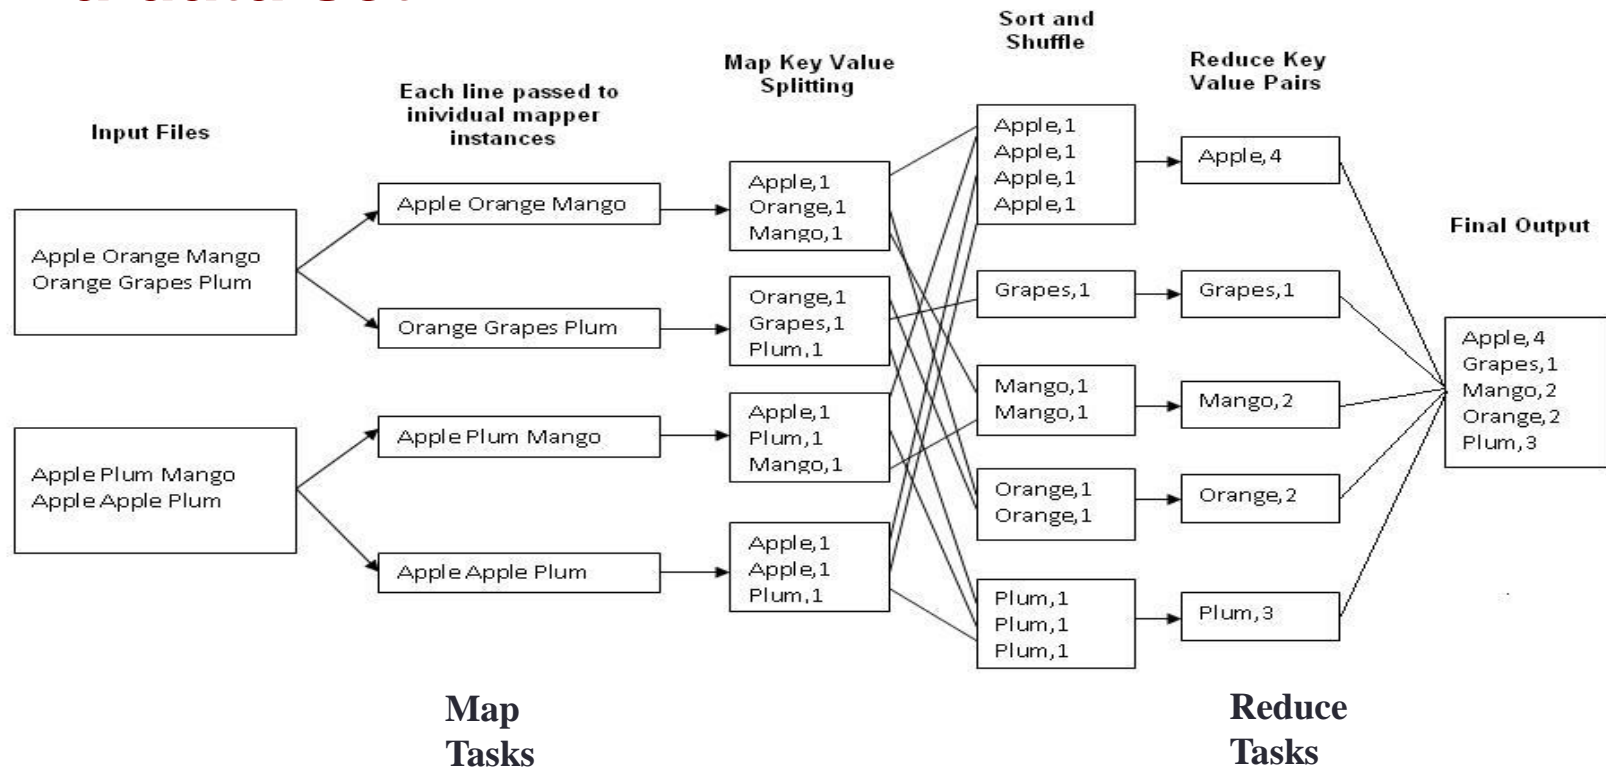 Input Files
Apple Orange Mango
Orange Grapes Plum
Apple Plum Mango
Apple Apple Plum
Each line passed to
inividual mapper
instances
Apple Orange Mango
Orange Grapes Plum
Apple Plum Mango
Apple Apple Plum
Map Key Value
Splitting
Apple,1
Orange,1
Mango,1
Orange,1
Grapes,1
Plum,1
Apple,1
Plum,1
Mango,1
Apple,1
Apple,1
Plum,1
Sort and
Shuffle
Apple,1
Apple,1
Apple,1
Apple,1
Grapes,1
Mango,1
Mango,1
Orange,1
Orange,1
Plum,1
Plum,1
Plum,1
Reduce Key
Value Pairs
Apple,4
Grapes,1
Mango,2
Orange,2
Plum,3
Final Output
Apple,4
Grapes,1
Mango,2
Orange,2
Plum,3
Map
Tasks
Reduce
Tasks